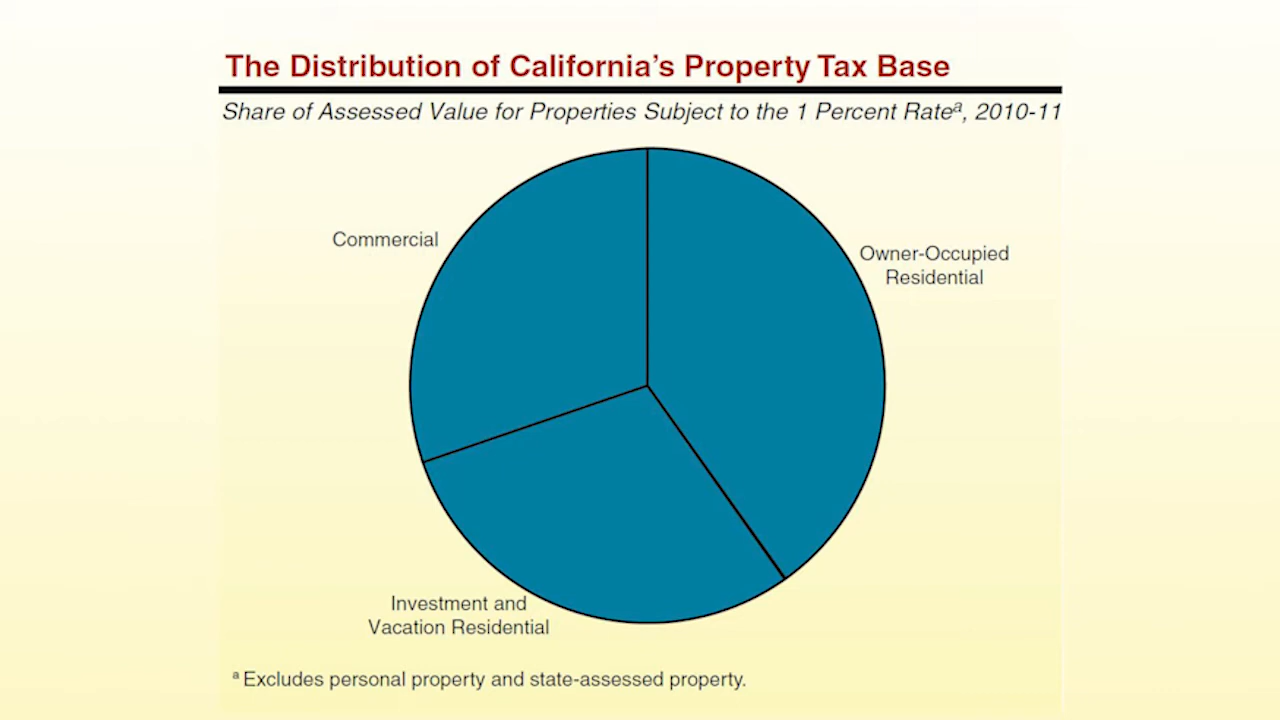 The Distribution of California’s Property Tax Base
Share of Assessed Value for Properties Subject to the 1 Percent Rateᵃ, 2010-11
Commercial
Owner-Occupied
Residential
Investment and
Vacation Residential
ᵃ Excludes personal property and state-assessed property.